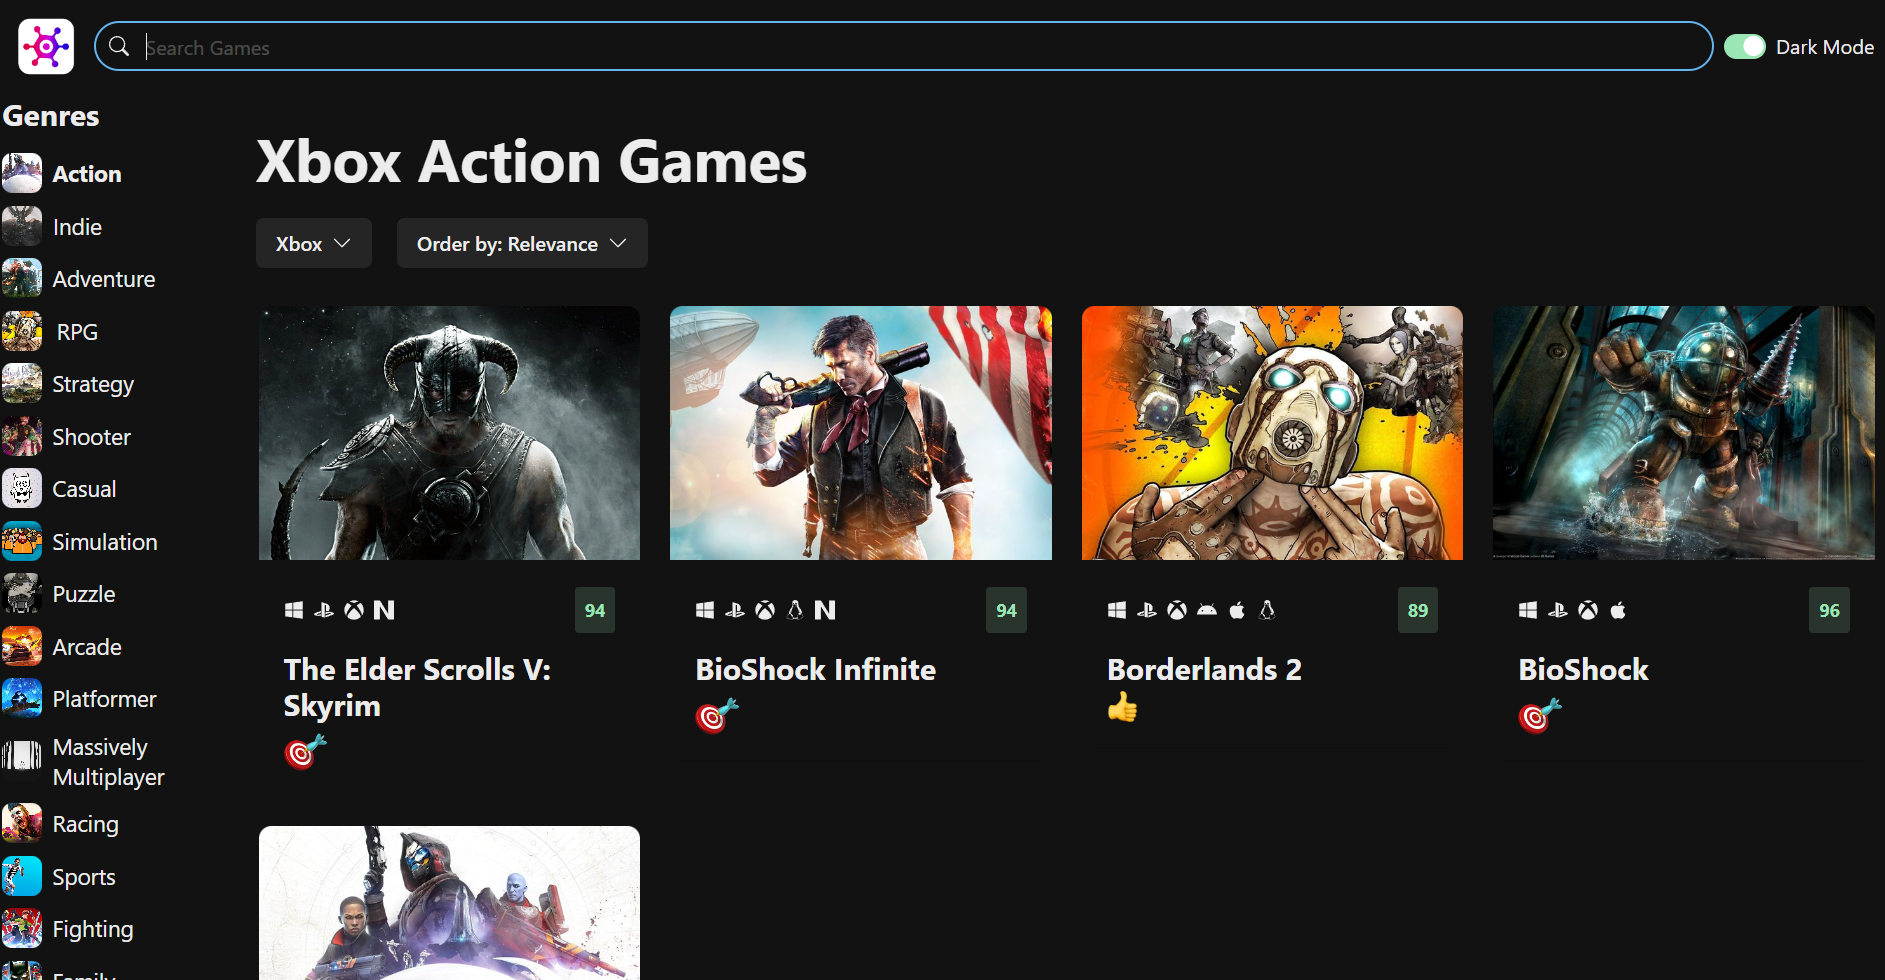 Search Games
Dark Mode
Genres
Action
Indie
Adventure
RPG
Strategy
Shooter
Casual
Simulation
Puzzle
Arcade
Platformer
Massively
Multiplayer
Racing
Sports
Fighting
Family
Xbox Action Games
Xbox
Order by: Relevance
94
The Elder Scrolls V:
Skyrim
94
BioShock Infinite
89
Borderlands 2
96
BioShock